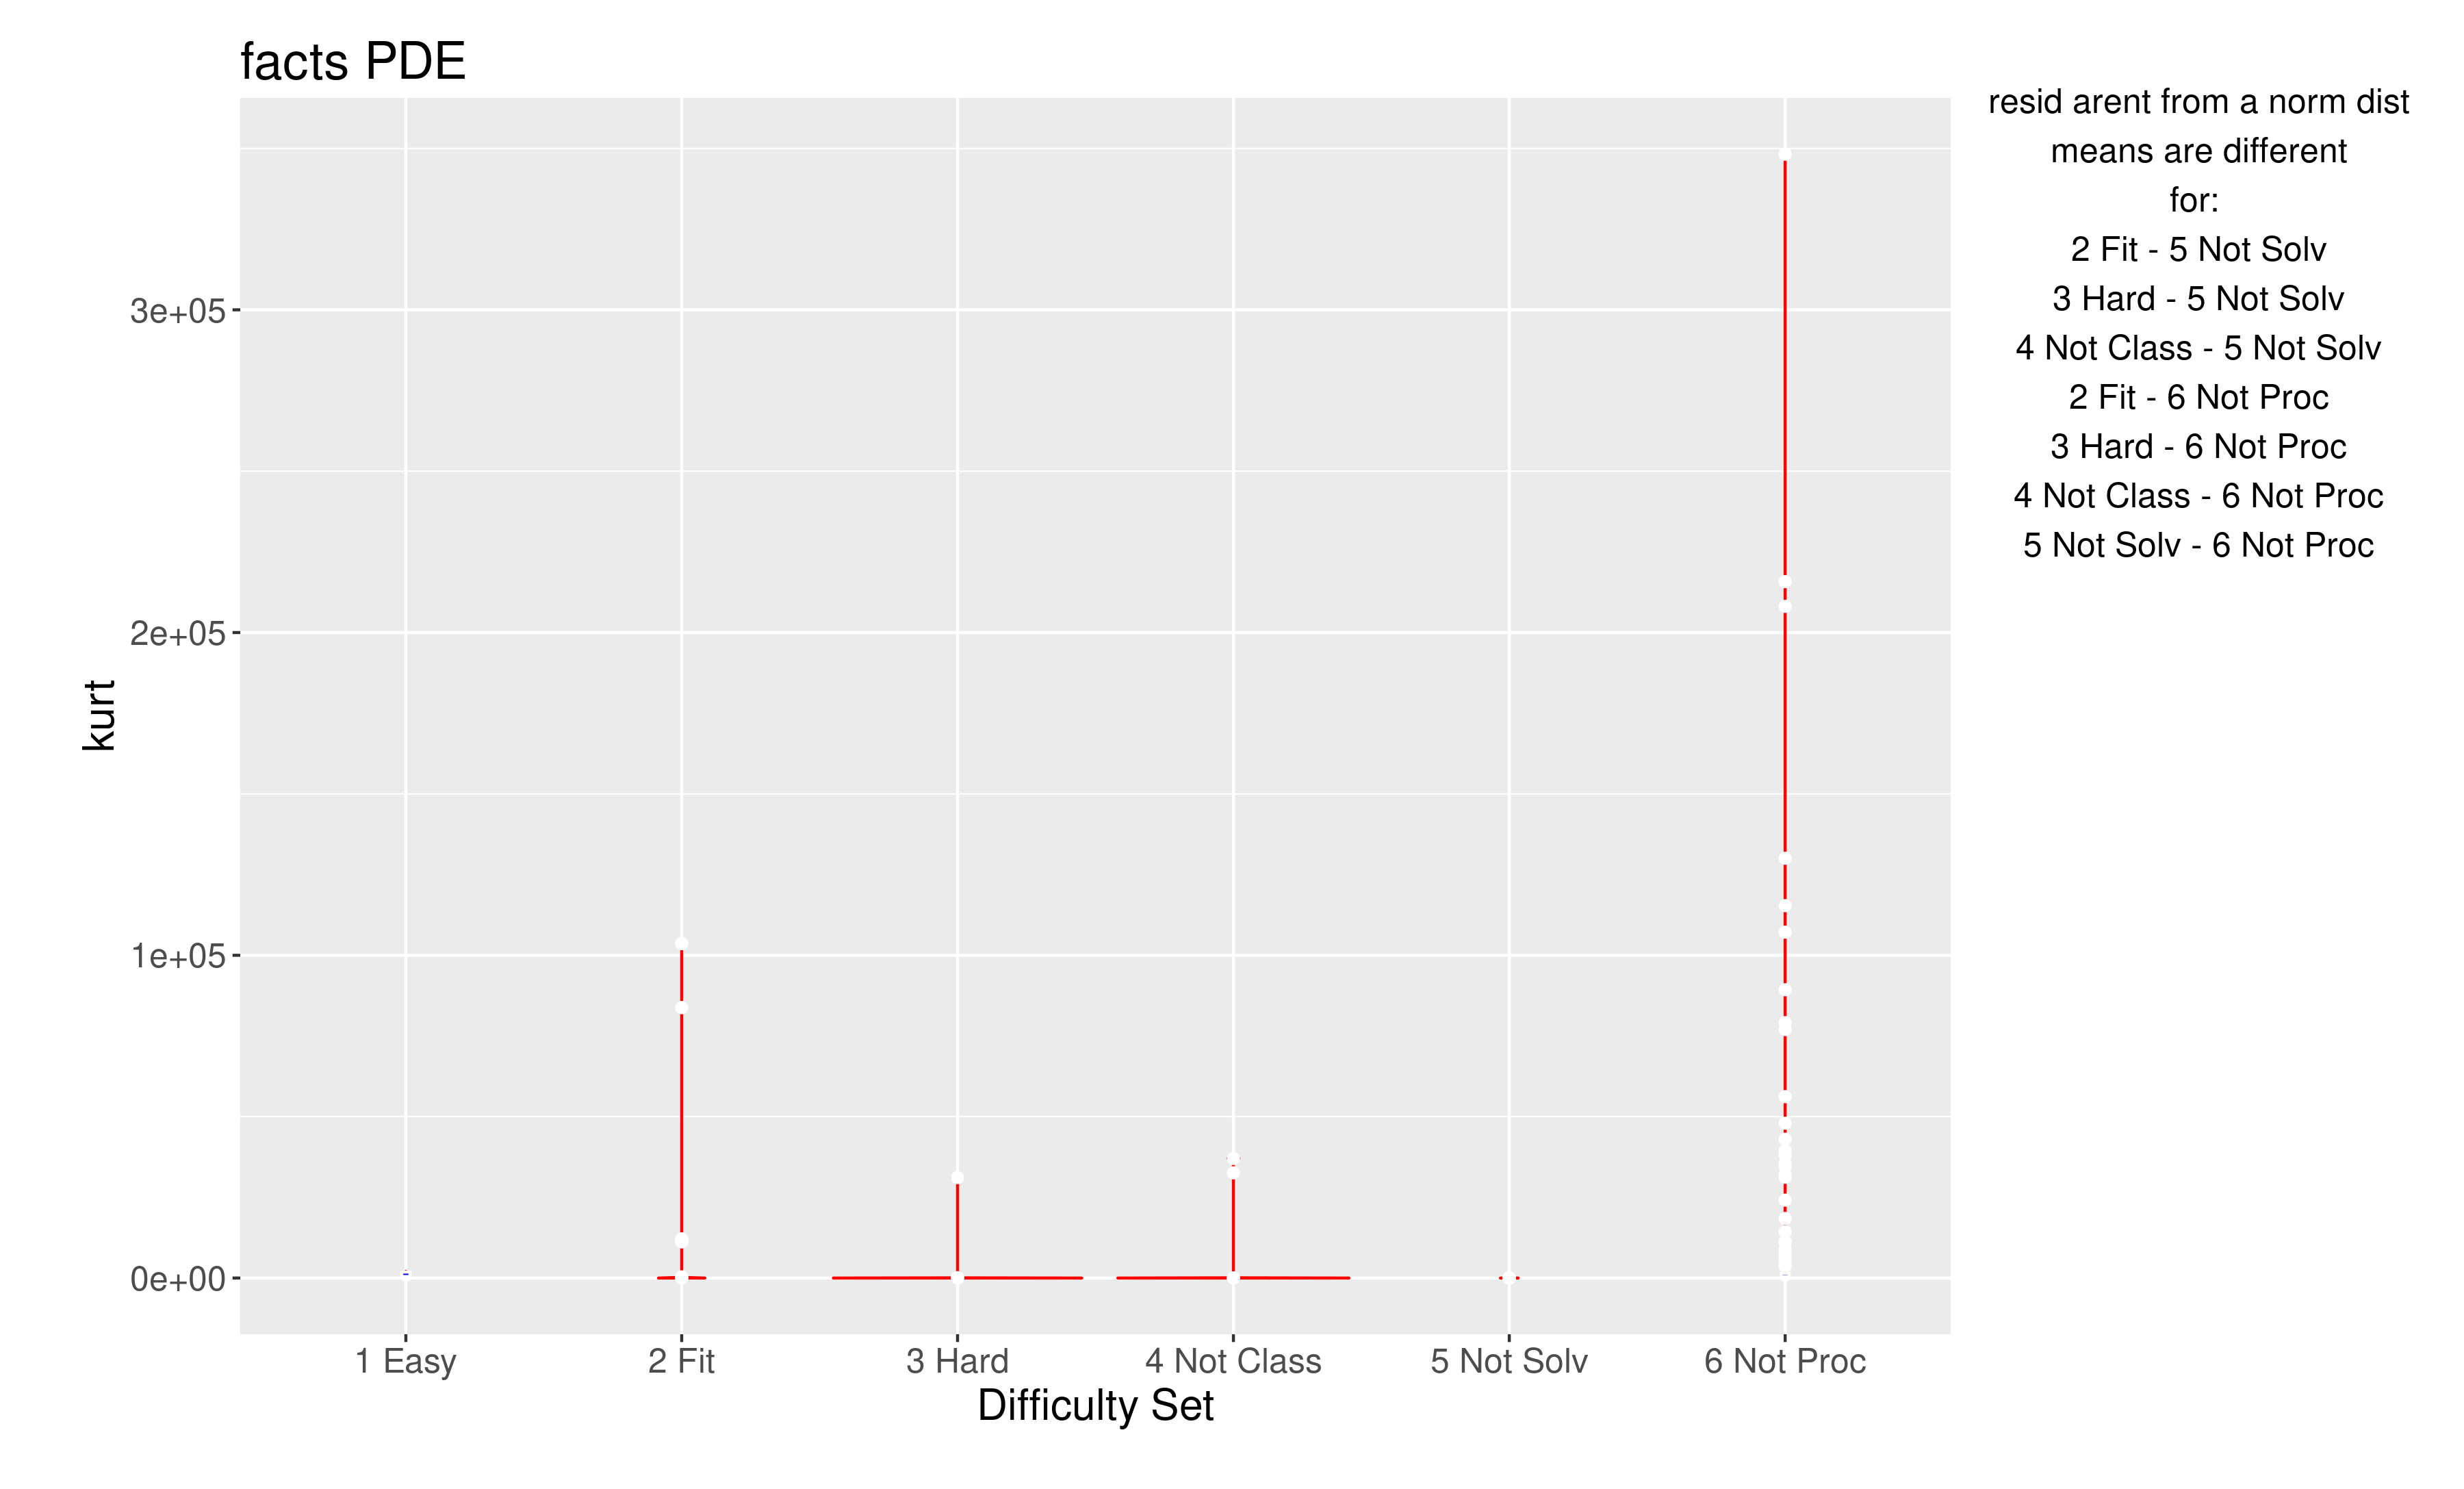 facts PDE
resid arent from a norm dist
means are different
for:
2 Fit - 5 Not Solv
3 Hard - 5 Not Solv
4 Not Class - 5 Not Solv
2 Fit - 6 Not Proc
3 Hard - 6 Not Proc
4 Not Class - 6 Not Proc
5 Not Solv - 6 Not Proc
kurt
3e+05
2e+05
1e+05
0e+00
1 Easy 2 Fit 3 Hard 4 Not Class 5 Not Solv 6 Not Proc
Difficulty Set